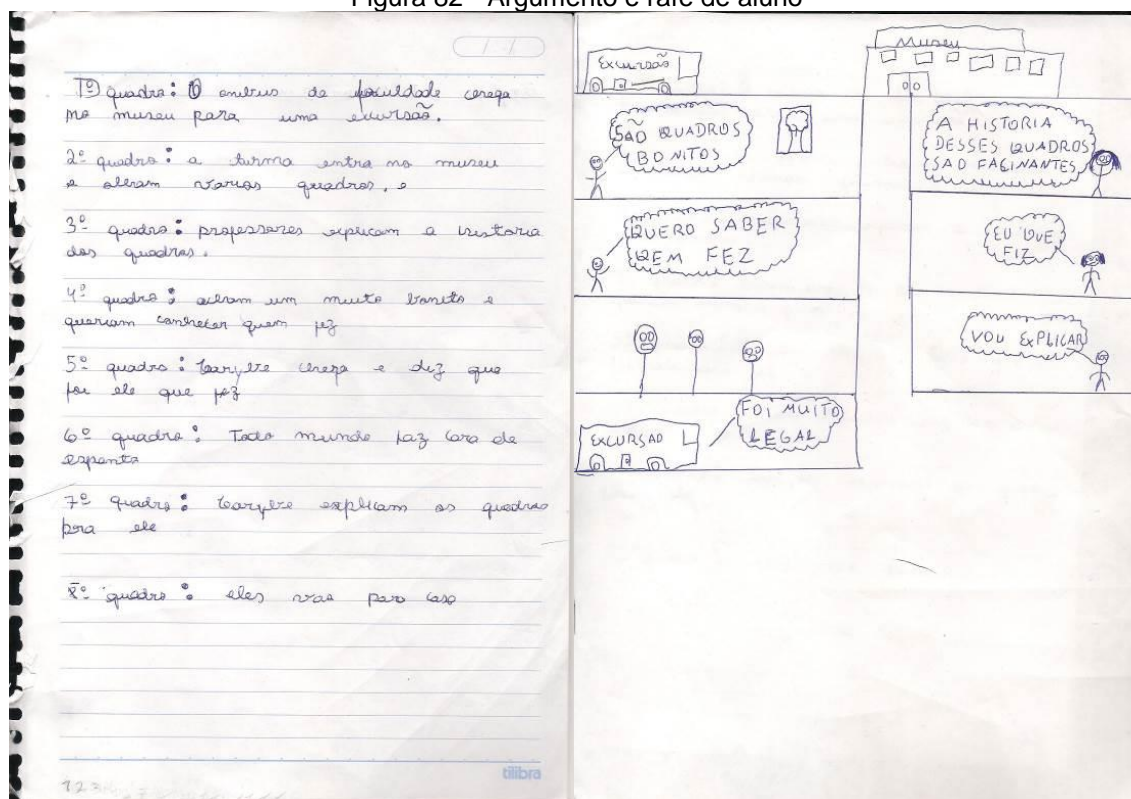 Figura 82 - Argumento e rafe de aluno
1º quadro: O onibus da faculdade cerega
no museu para uma excursão.
2º quadro: a turma entra no museu
e olham varios quadros, e
3º quadro: professores explicam a historia
dos quadros.
4º quadro: acham um muito bonito e
queriam conhecer quem fez
5º quadro: chega e diz que
foi ele que fez
6º quadro: Todo mundo faz cara de
espanto
7º quadro: explicam os quadros
pra ele
8º quadro: eles vao para casa
tilibra
123
Excursão
Museu
SÃO QUADROS
BONITOS
A HISTORIA
DESSES QUADROS
SAO FACINANTES
QUERO SABER
QEM FEZ
EU QUE
FIZ
VOU EXPLICAR
EXCURSAO
FOI MUITO
LEGAL